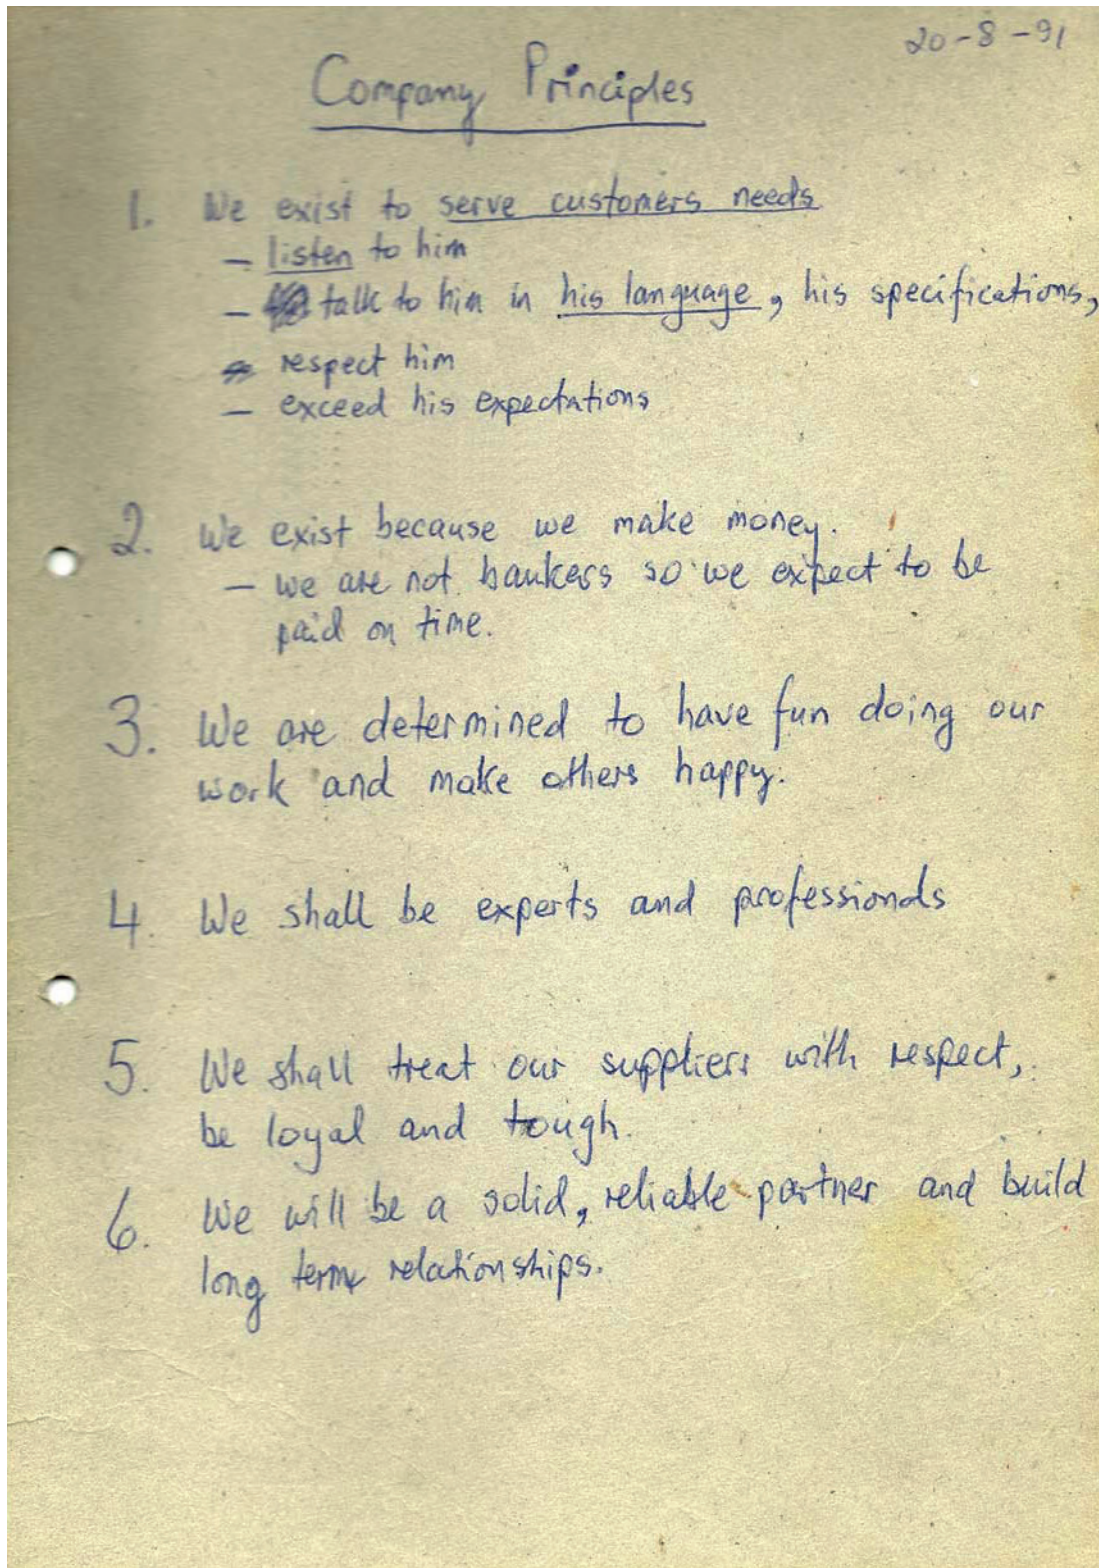 20-8-91
Company Principles
1. We exist to serve customers needs
- listen to him
- talk to him in his language, his specifications,
- respect him
- exceed his expectations
2. We exist because we make money.
- we are not bankers so we expect to be
paid on time.
3. We are determined to have fun doing our
work and make others happy.
4. We shall be experts and professionals
5. We shall treat our suppliers with respect,
be loyal and tough.
6. We will be a solid, reliable partner and build
long term relationships.